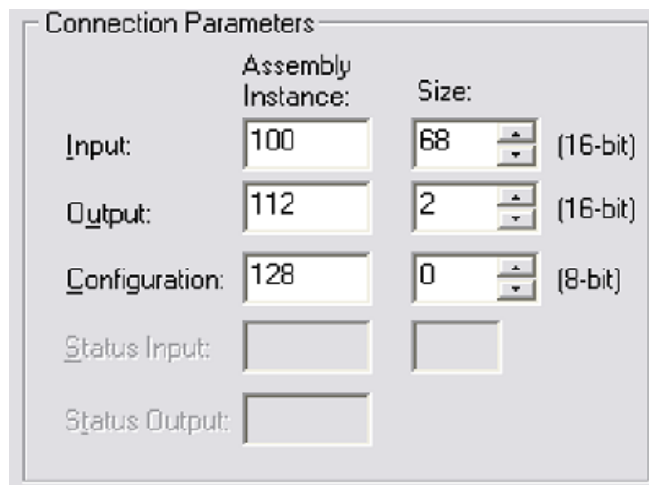 Connection Parameters
Assembly Instance: Size:
Input: 100 68 (16-bit)
Output: 112 2 (16-bit)
Configuration: 128 0 (8-bit)
Status Input:
Status Output: